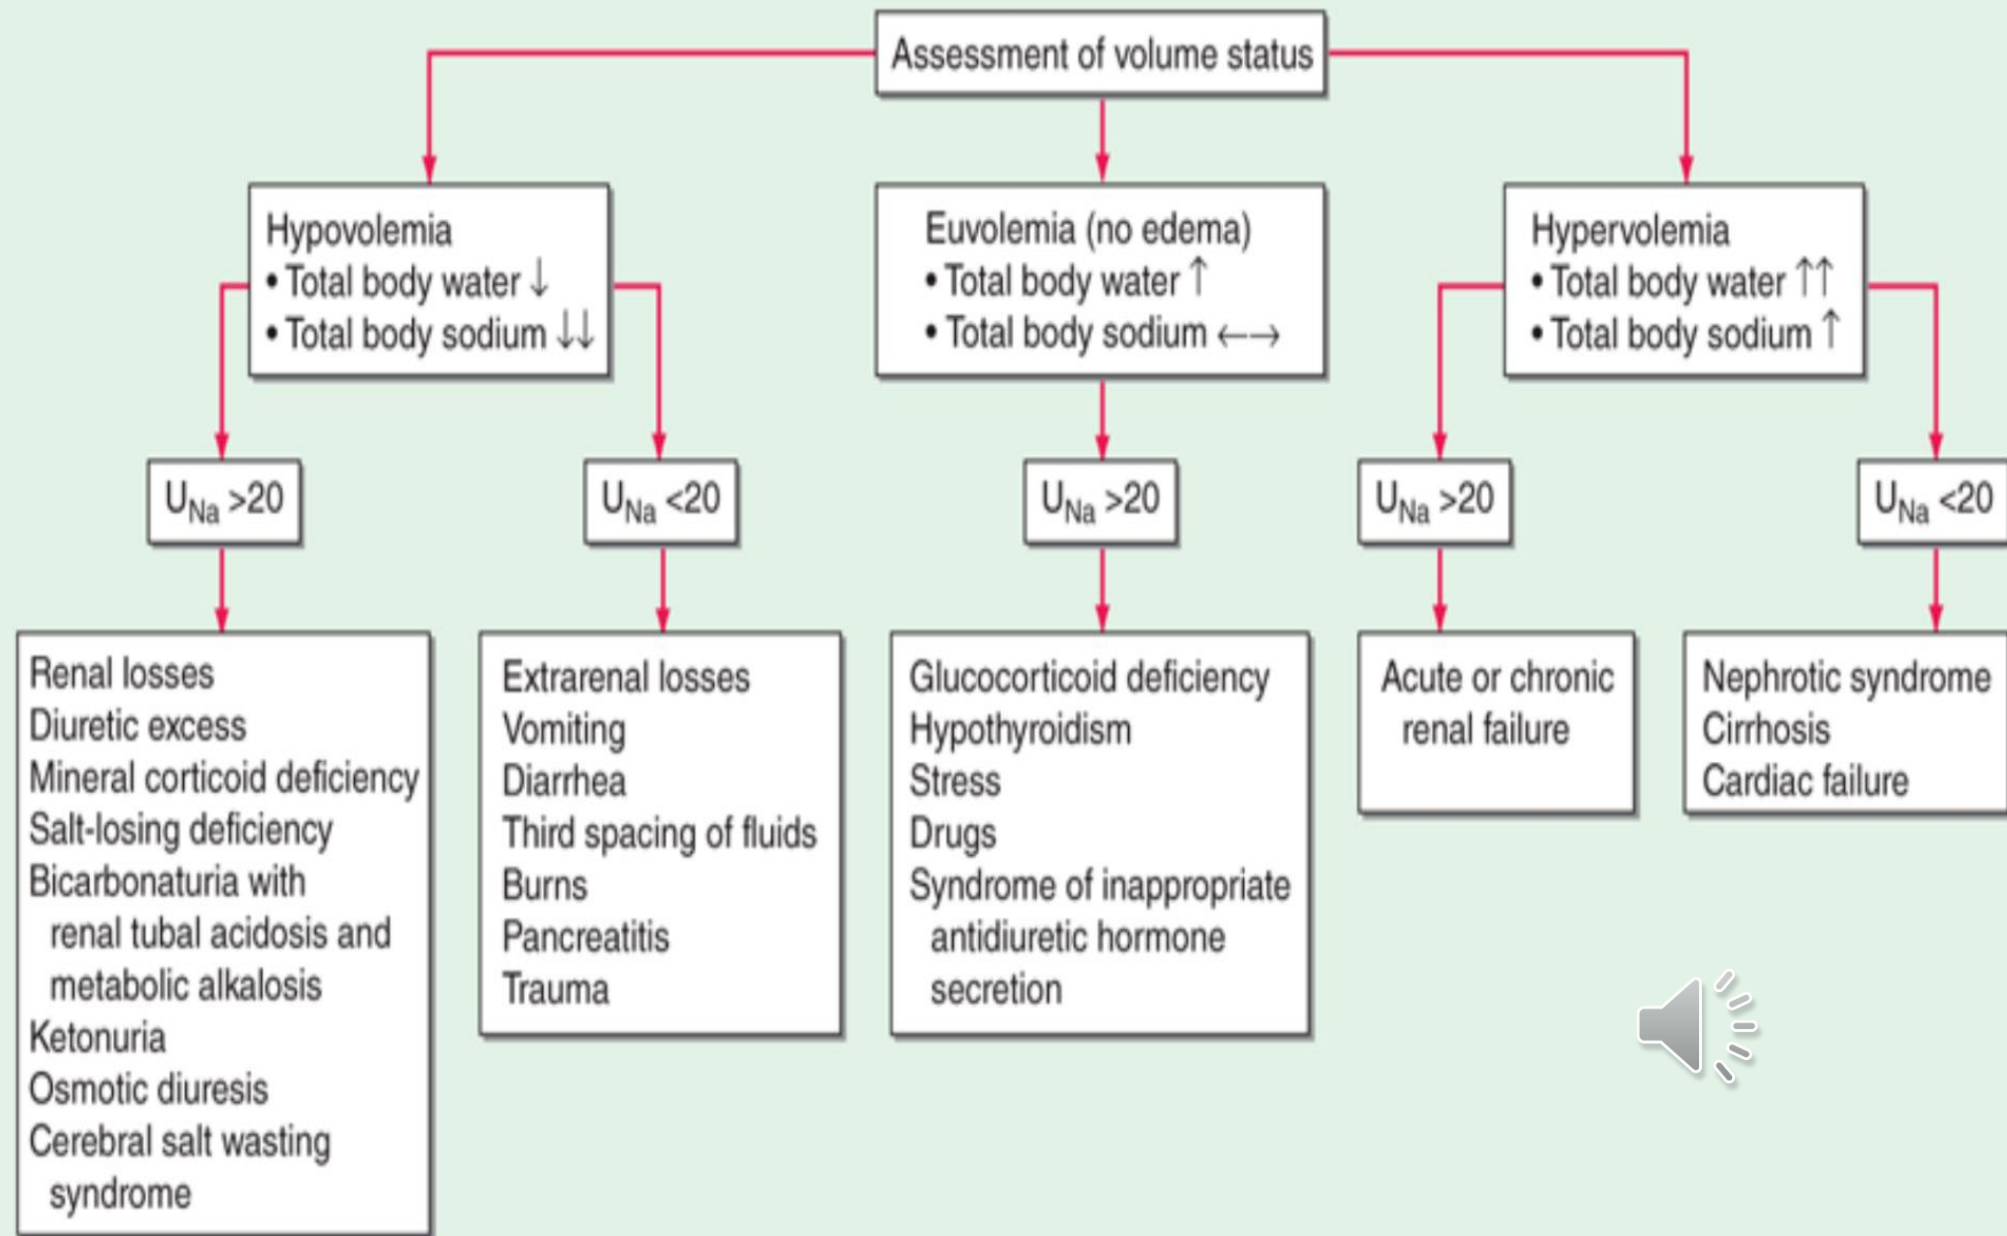 Assessment of volume status
Hypovolemia
• Total body water ↓
• Total body sodium ↓↓
Euvolemia (no edema)
• Total body water ↑
• Total body sodium ←→
Hypervolemia
• Total body water ↑↑
• Total body sodium ↑
UNa >20
UNa <20
UNa >20
UNa >20
UNa <20
Renal losses
Diuretic excess
Mineral corticoid deficiency
Salt-losing deficiency
Bicarbonaturia with
renal tubal acidosis and
metabolic alkalosis
Ketonuria
Osmotic diuresis
Cerebral salt wasting
syndrome
Extrarenal losses
Vomiting
Diarrhea
Third spacing of fluids
Burns
Pancreatitis
Trauma
Glucocorticoid deficiency
Hypothyroidism
Stress
Drugs
Syndrome of inappropriate
antidiuretic hormone
secretion
Acute or chronic
renal failure
Nephrotic syndrome
Cirrhosis
Cardiac failure